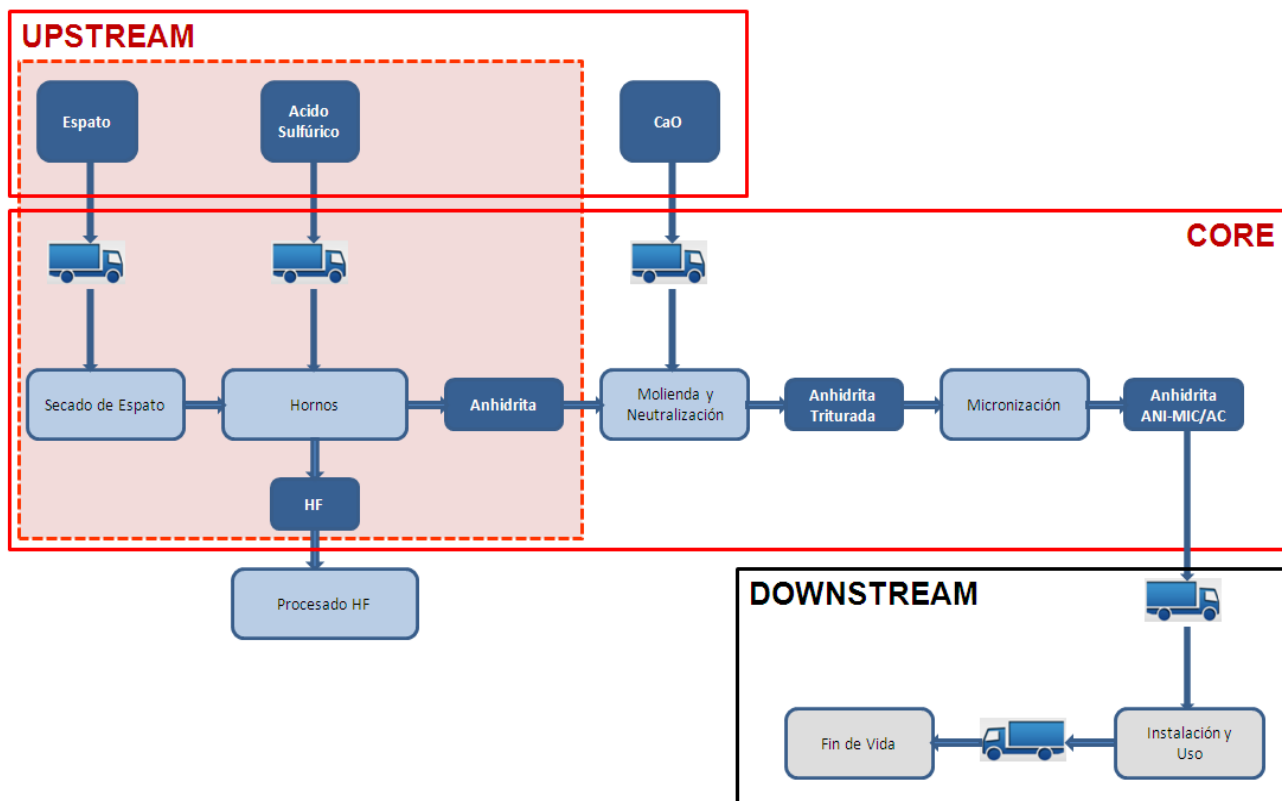 UPSTREAM
Espato
Acido
Sulfúrico
CaO
CORE
Secado de Espato
Hornos
Anhidrita
Molienda y
Neutralización
Anhidrita
Triturada
Micronización
Anhidrita
ANI-MIC/AC
HF
Procesado HF
DOWNSTREAM
Fin de Vida
Instalación y
Uso